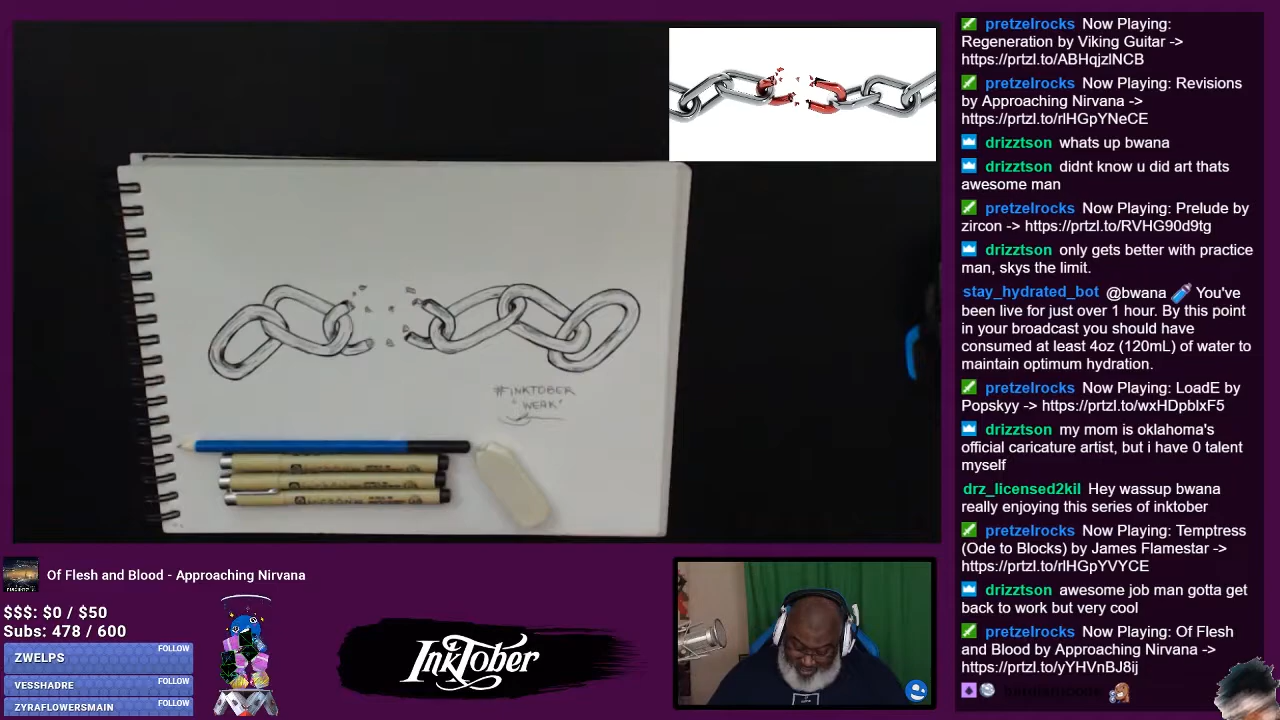 pretzelrocks Now Playing:
Regeneration by Viking Guitar ->
https://prtzl.to/ABHqjzlNCB
pretzelrocks Now Playing: Revisions
by Approaching Nirvana ->
https://prtzl.to/rlHGpYNeCE
drizztson whats up bwana
drizztson didnt know u did art thats
awesome man
pretzelrocks Now Playing: Prelude by
zircon -> https://prtzl.to/RVHG90d9tg
drizztson only gets better with practice
man, skys the limit.
stay_hydrated_bot @bwana You've
been live for just over 1 hour. By this point
in your broadcast you should have
consumed at least 4oz (120mL) of water to
maintain optimum hydration.
pretzelrocks Now Playing: LoadE by
Popskyy -> https://prtzl.to/wxHDpblxF5
drizztson my mom is oklahoma's
official caricature artist, but i have 0 talent
myself
drz_licensed2kil Hey wassup bwana
really enjoying this series of inktober
pretzelrocks Now Playing: Temptress
(Ode to Blocks) by James Flamestar ->
https://prtzl.to/rlHGpYVYCE
drizztson awesome job man gotta get
back to work but very cool
pretzelrocks Now Playing: Of Flesh
and Blood by Approaching Nirvana ->
https://prtzl.to/yYHVnBJ8ij
#INKTOBER
"WEAK"
Of Flesh and Blood - Approaching Nirvana
$$$: $0 / $50
Subs: 478 / 600
ZWELPS FOLLOW
VESSHADRE FOLLOW
ZYRAFLOWERSMAIN FOLLOW
INKTOBER